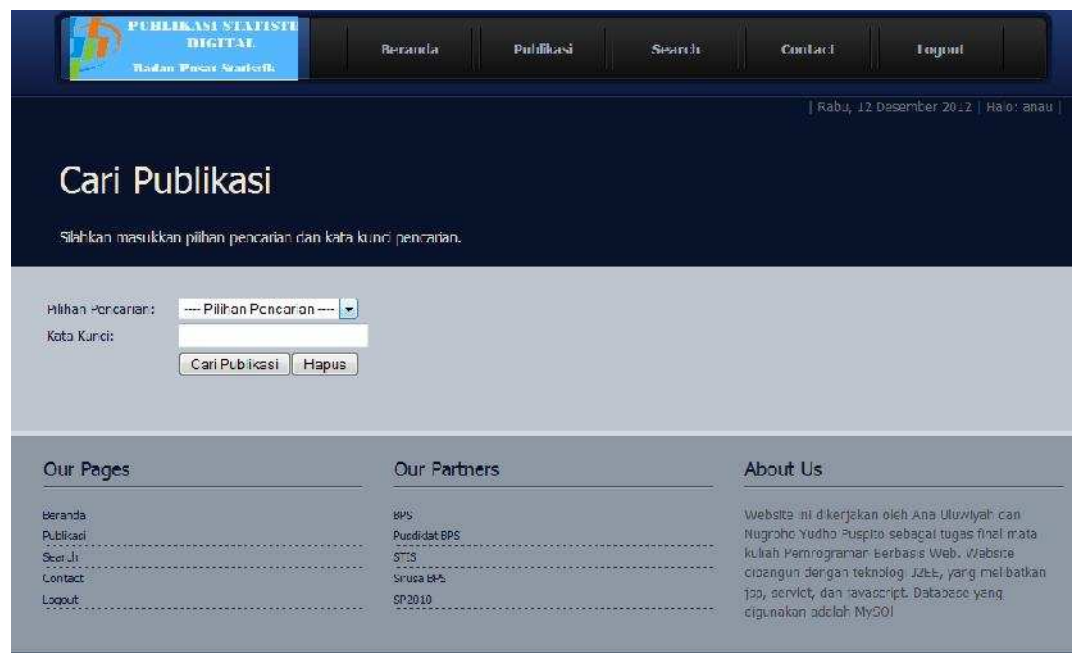 PUBLIKASI STATISTI
DIGITAL
Badan Pusat Statistik
Beranda Publikasi Search Contact Logout
| Rabu, 12 Desember 2012 | Halo: anau |
Cari Publikasi
Silahkan masukkan pilihan pencarian dan kata kunci pencarian.
Pilihan Pencarian: ---- Pilihan Pencarian ----
Kata Kunci:
Cari Publikasi Hapus
Our Pages
Beranda
Publikasi
Search
Contact
Logout
Our Partners
BPS
Pusdiklat BPS
STIS
Sirusa BPS
SP2010
About Us
Website ini dikerjakan oleh Ana Uluwiyah dan
Nugroho Yudho Puspito sebagai tugas final mata
kuliah Pemrograman Berbasis Web. Website
dibangun dengan teknologi J2EE, yang melibatkan
jsp, servlet, dan javascript. Database yang
digunakan adalah MySQl